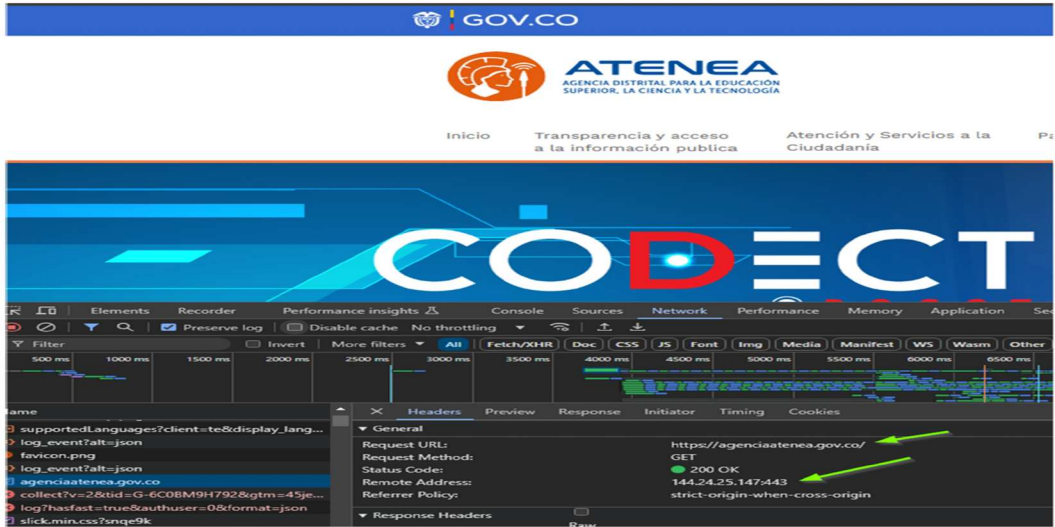 GOV.CO
ATENEA
AGENCIA DISTRITAL PARA LA EDUCACIÓN
SUPERIOR, LA CIENCIA Y LA TECNOLOGÍA
Inicio
Transparencia y acceso
a la información publica
Atención y Servicios a la
Ciudadanía
Pa
CODECT
Elements Recorder Performance insights Console Sources Network Performance Memory Application Sec
Preserve log Disable cache No throttling
Filter Invert More filters All Fetch/XHR Doc CSS JS Font Img Media Manifest WS Wasm Other
500 ms 1000 ms 1500 ms 2000 ms 2500 ms 3000 ms 3500 ms 4000 ms 4500 ms 5000 ms 5500 ms 6000 ms 6500 ms
lame
Headers Preview Response Initiator Timing Cookies
supportedLanguages?client=te&display_lang...
log_event?alt=json
favicon.png
log_event?alt=json
agenciaatenea.gov.co
collect?v=2&tid=G-6C0BM9H792&gtm=45je...
log?hasfast=true&authuser=0&format=json
slick.min.css?snqe9k
General
Request URL: https://agenciaatenea.gov.co/
Request Method: GET
Status Code: 200 OK
Remote Address: 144.24.25.147:443
Referrer Policy: strict-origin-when-cross-origin
Response Headers
Raw